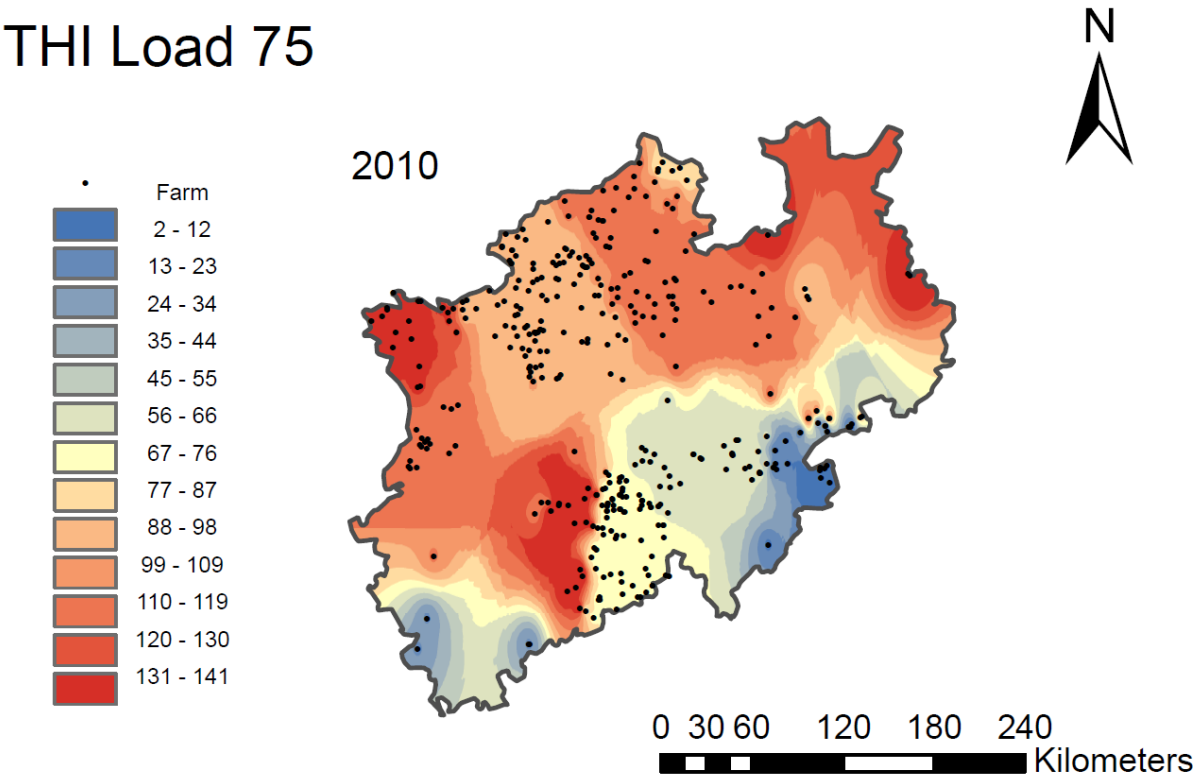 THI Load 75
N
2010
Farm
2 - 12
13 - 23
24 - 34
35 - 44
45 - 55
56 - 66
67 - 76
77 - 87
88 - 98
99 - 109
110 - 119
120 - 130
131 - 141
0 30 60 120 180 240
Kilometers